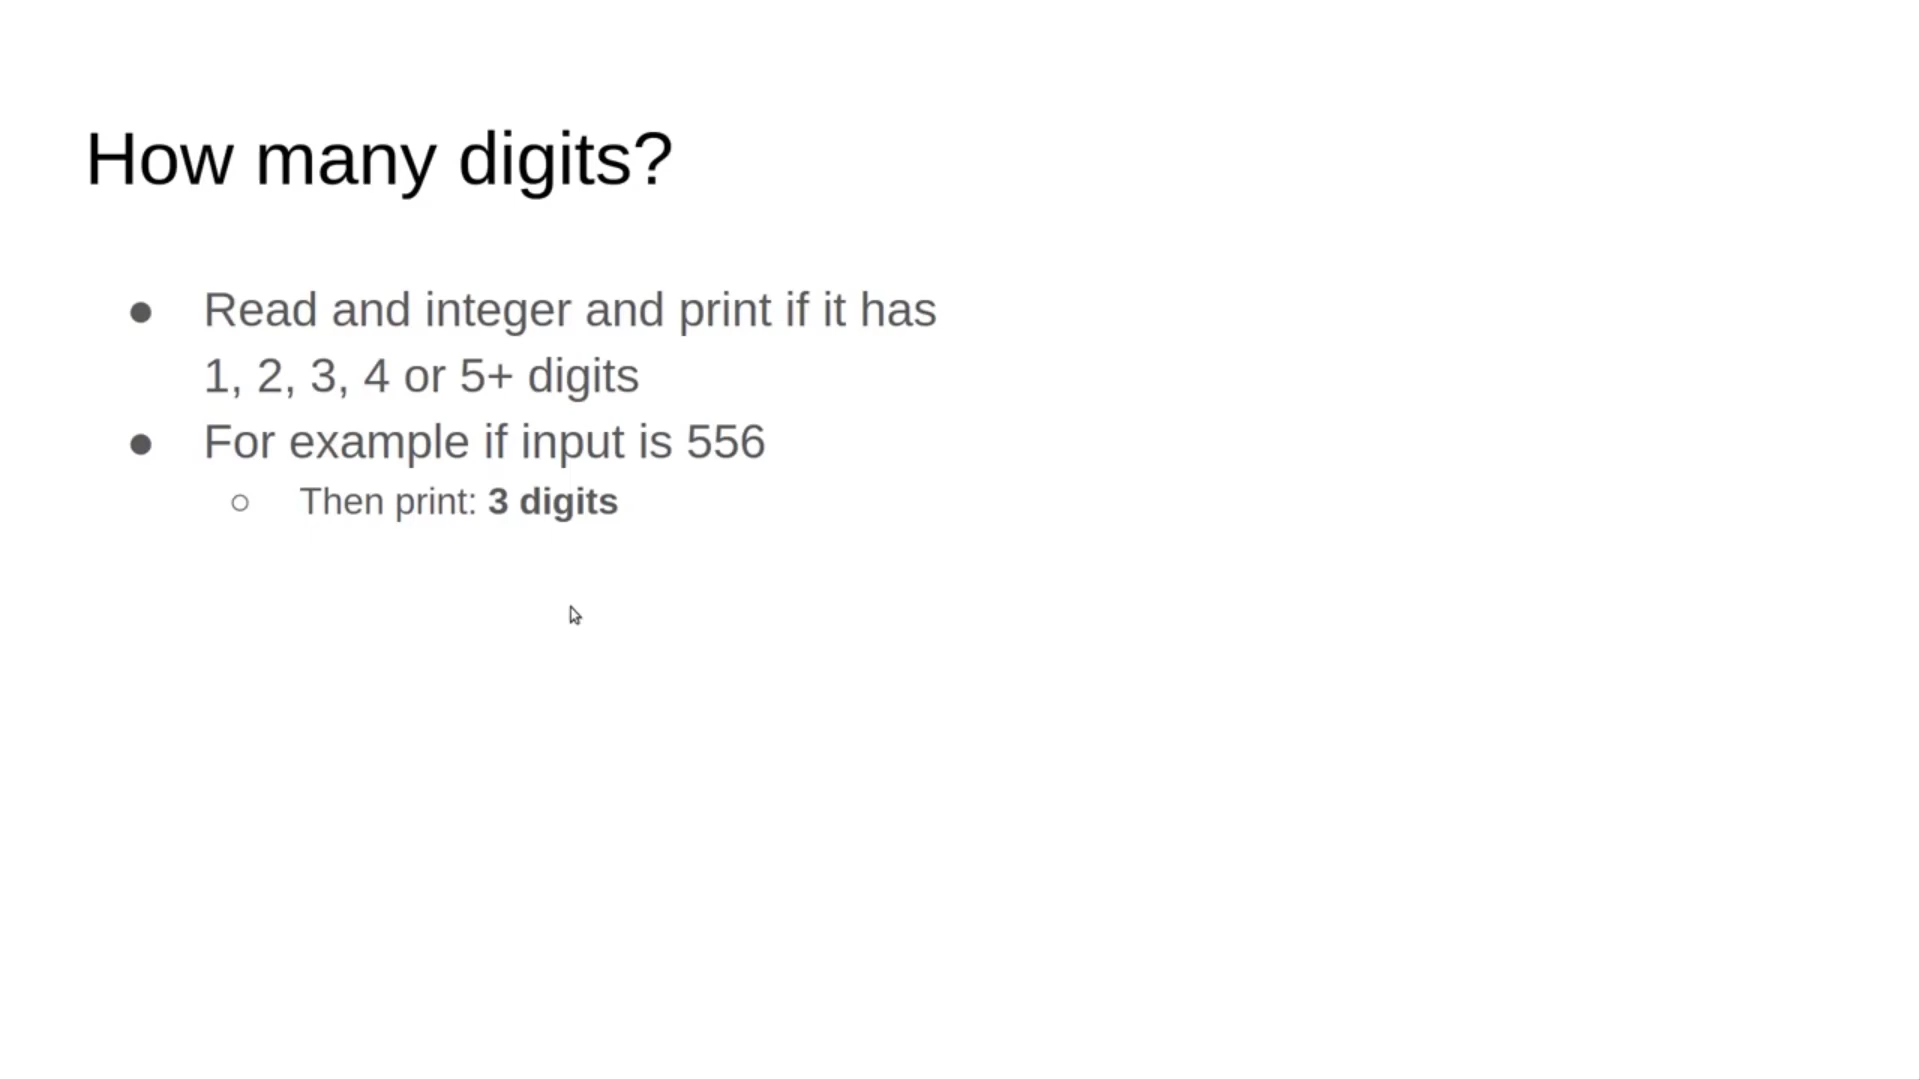 How many digits?
● Read and integer and print if it has
1, 2, 3, 4 or 5+ digits
● For example if input is 556
○ Then print: 3 digits